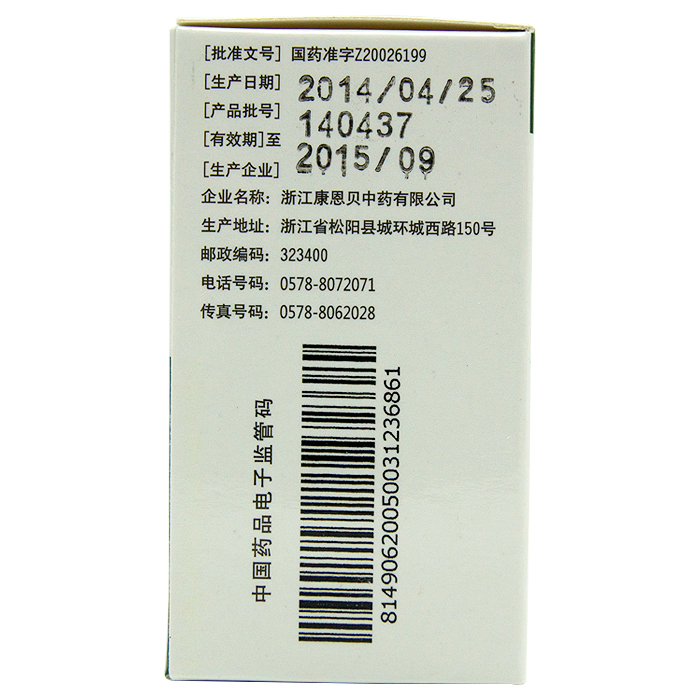 [批准文号] 国药准字Z20026199
[生产日期] 2014/04/25
[产品批号] 140437
[有效期]至 2015/09
[生产企业]
企业名称: 浙江康恩贝中药有限公司
生产地址: 浙江省松阳县城环城西路150号
邮政编码: 323400
电话号码: 0578-8072071
传真号码: 0578-8062028
中国药品电子监管码
81490620050031236861